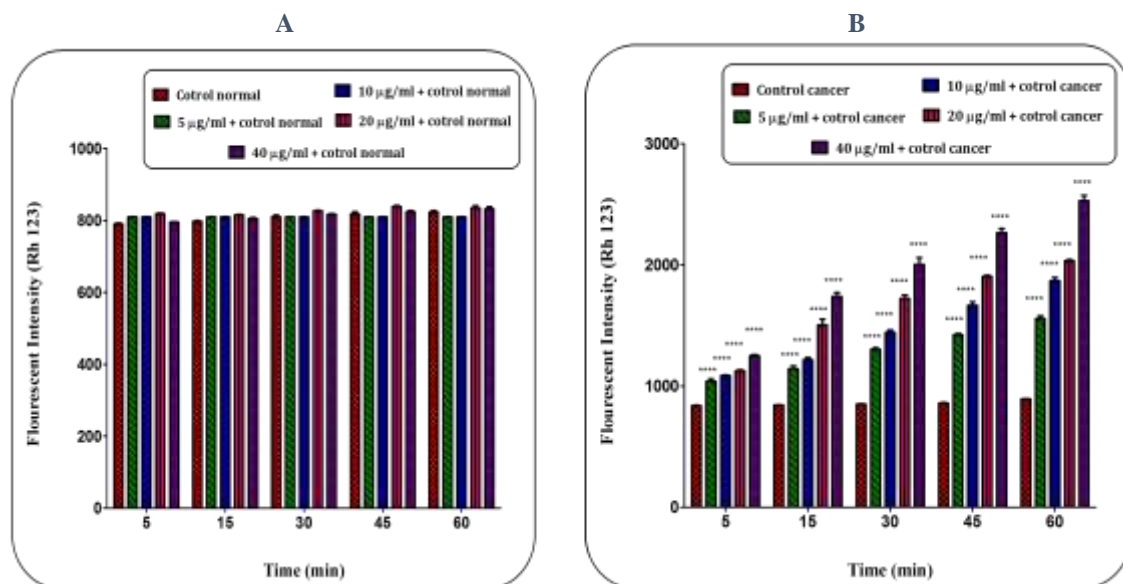 A
Cotrol normal
10 µg/ml + cotrol normal
5 µg/ml + cotrol normal
20 µg/ml + cotrol normal
40 µg/ml + cotrol normal
Flourescent Intensity (Rh 123)
1000
800
600
400
200
0
5 15 30 45 60
Time (min)
B
Control cancer
10 µg/ml + cotrol cancer
5 µg/ml + cotrol cancer
20 µg/ml + cotrol cancer
40 µg/ml + cotrol cancer
Flourescent Intensity (Rh 123)
3000
2000
1000
0
**** **** **** ****
**** **** **** ****
**** **** **** ****
**** **** **** ****
**** **** **** ****
5 15 30 45 60
Time (min)